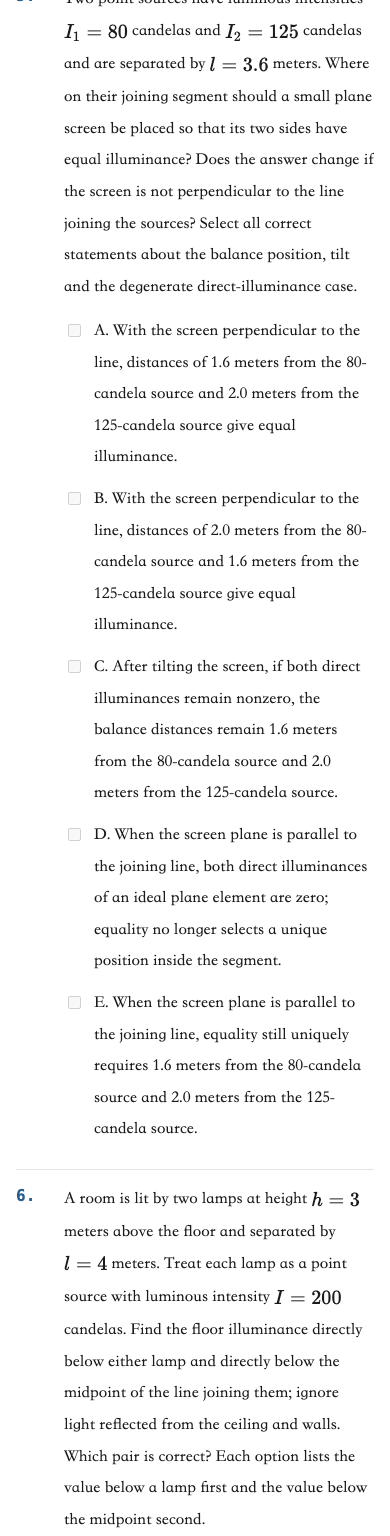 Two point sources have luminous intensities
I₁ = 80 candelas and I₂ = 125 candelas
and are separated by l = 3.6 meters. Where
on their joining segment should a small plane
screen be placed so that its two sides have
equal illuminance? Does the answer change if
the screen is not perpendicular to the line
joining the sources? Select all correct
statements about the balance position, tilt
and the degenerate direct-illuminance case.
A. With the screen perpendicular to the
line, distances of 1.6 meters from the 80-
candela source and 2.0 meters from the
125-candela source give equal
illuminance.
B. With the screen perpendicular to the
line, distances of 2.0 meters from the 80-
candela source and 1.6 meters from the
125-candela source give equal
illuminance.
C. After tilting the screen, if both direct
illuminances remain nonzero, the
balance distances remain 1.6 meters
from the 80-candela source and 2.0
meters from the 125-candela source.
D. When the screen plane is parallel to
the joining line, both direct illuminances
of an ideal plane element are zero;
equality no longer selects a unique
position inside the segment.
E. When the screen plane is parallel to
the joining line, equality still uniquely
requires 1.6 meters from the 80-candela
source and 2.0 meters from the 125-
candela source.
6. A room is lit by two lamps at height h = 3
meters above the floor and separated by
l = 4 meters. Treat each lamp as a point
source with luminous intensity I = 200
candelas. Find the floor illuminance directly
below either lamp and directly below the
midpoint of the line joining them; ignore
light reflected from the ceiling and walls.
Which pair is correct? Each option lists the
value below a lamp first and the value below
the midpoint second.